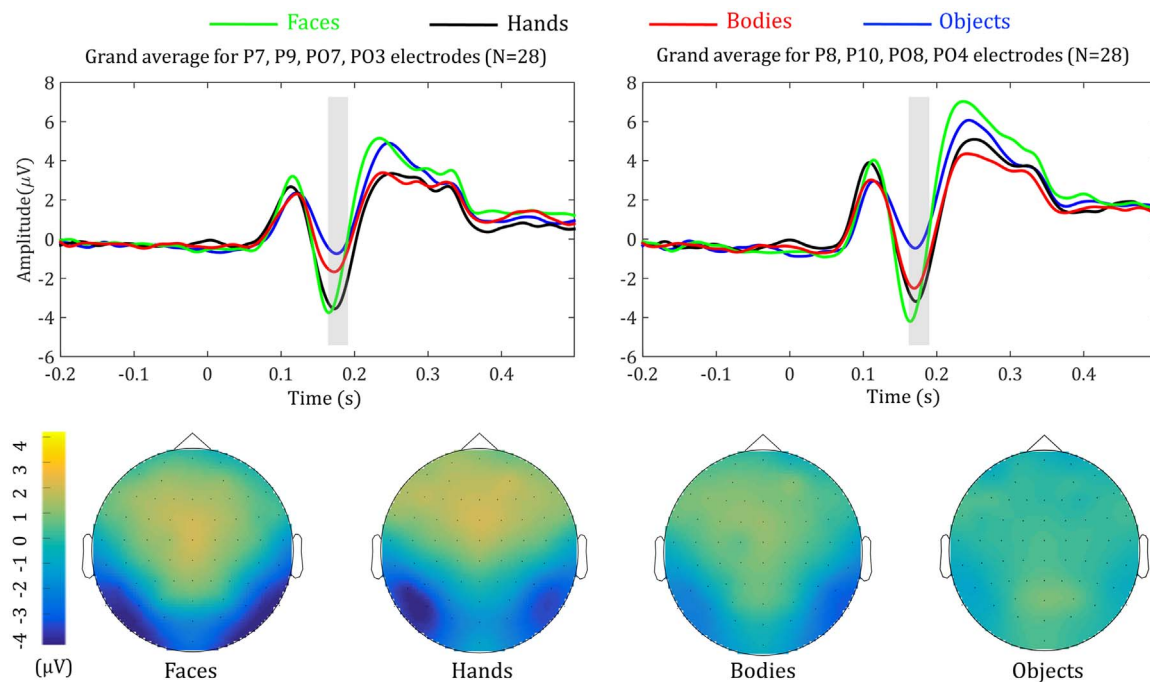 Faces Hands Bodies Objects
Grand average for P7, P9, PO7, PO3 electrodes (N=28)
Grand average for P8, P10, PO8, PO4 electrodes (N=28)
8
6
4
2
0
-2
-4
-6
Amplitude(μV)
-0.2 -0.1 0 0.1 0.2 0.3 0.4
Time (s)
8
6
4
2
0
-2
-4
-6
-0.2 -0.1 0 0.1 0.2 0.3 0.4
Time (s)
4
3
2
1
0
-1
-2
-3
-4
(μV)
Faces Hands Bodies Objects